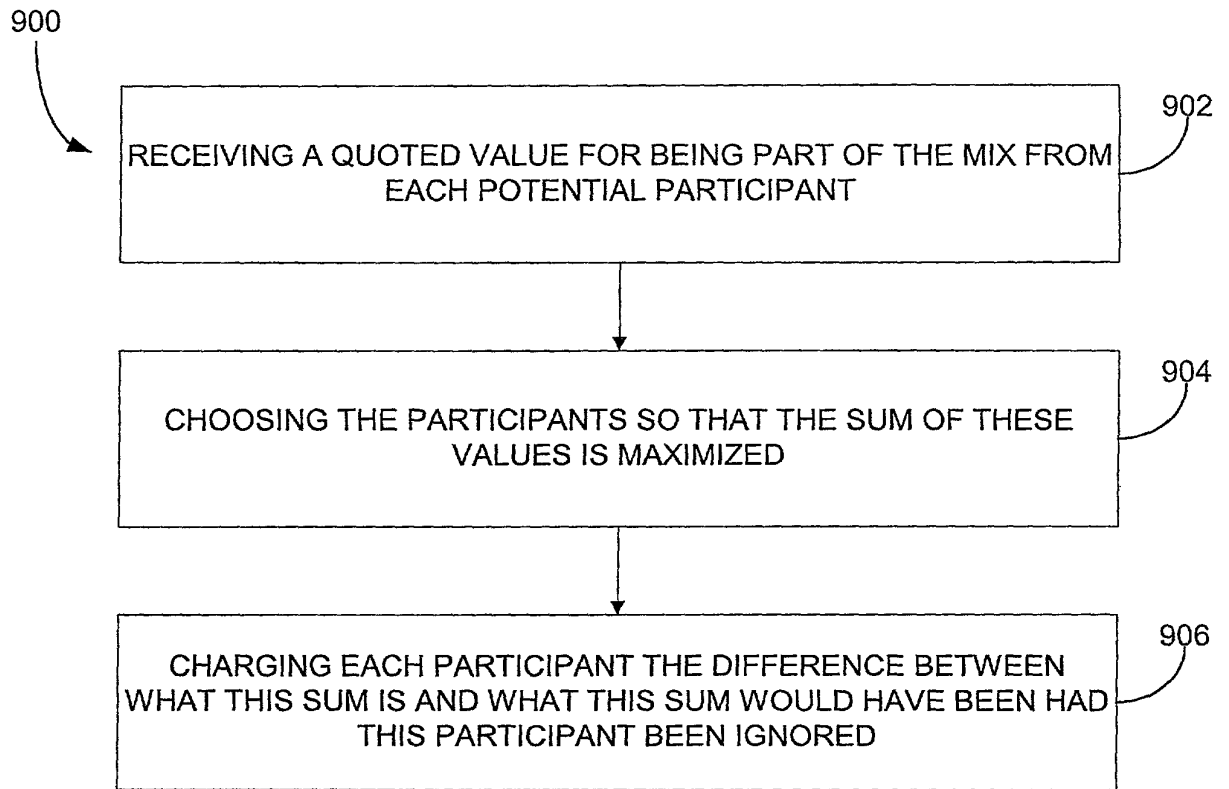 900
902
RECEIVING A QUOTED VALUE FOR BEING PART OF THE MIX FROM
EACH POTENTIAL PARTICIPANT
904
CHOOSING THE PARTICIPANTS SO THAT THE SUM OF THESE
VALUES IS MAXIMIZED
906
CHARGING EACH PARTICIPANT THE DIFFERENCE BETWEEN
WHAT THIS SUM IS AND WHAT THIS SUM WOULD HAVE BEEN HAD
THIS PARTICIPANT BEEN IGNORED